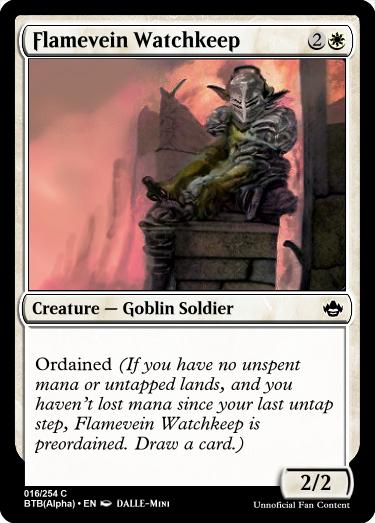 Flamevein Watchkeep 2
Creature — Goblin Soldier
Ordained (If you have no unspent
mana or untapped lands, and you
haven't lost mana since your last untap
step, Flamevein Watchkeep is
preordained. Draw a card.)
2/2
016/254 C
BTB(Alpha) • EN DALLE-Mini
Unnoficial Fan Content